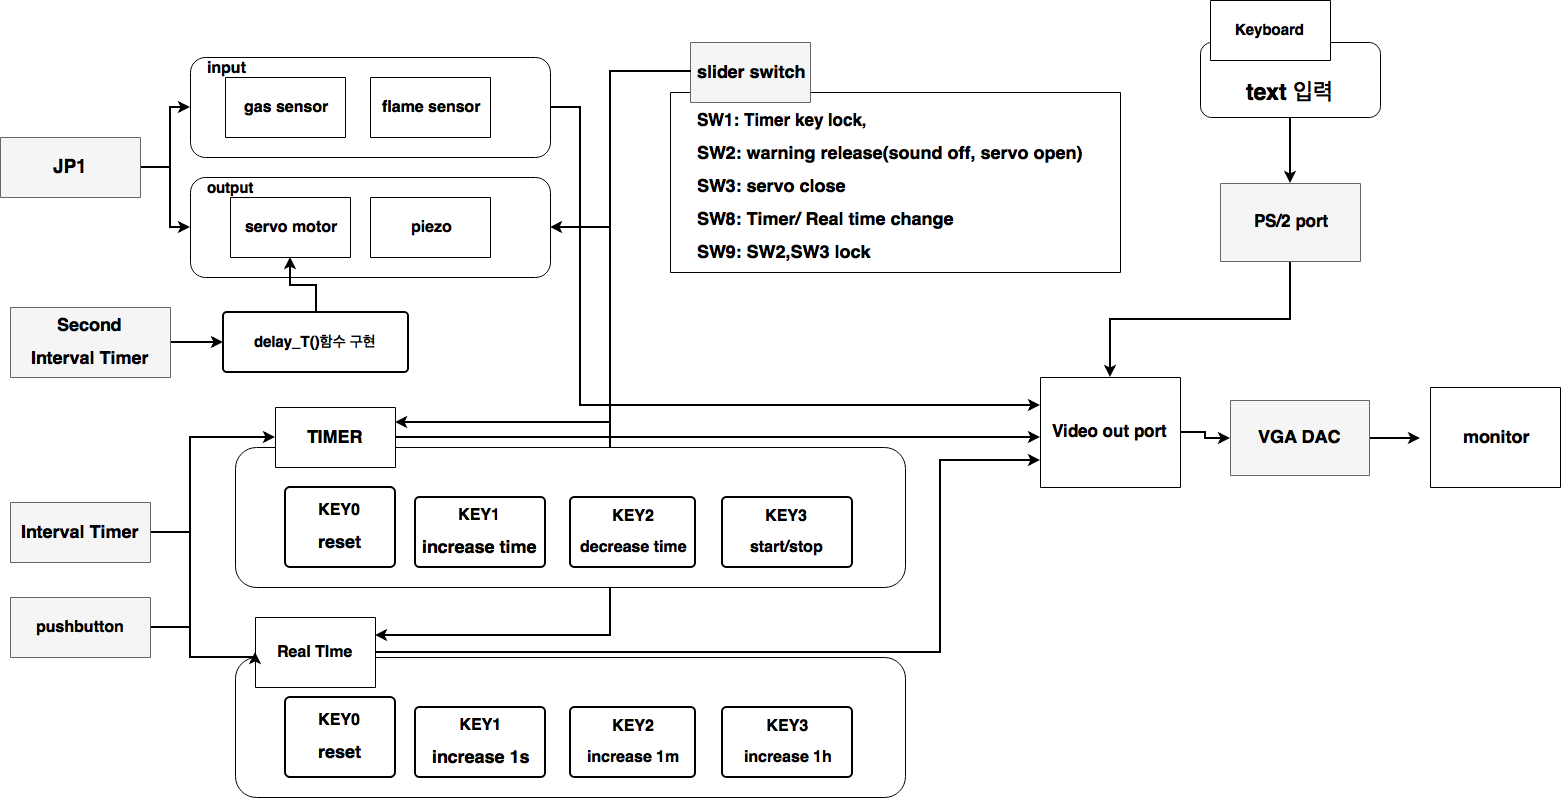 input
gas sensor
flame sensor
JP1
output
servo motor
piezo
Second
Interval Timer
delay_T()함수 구현
slider switch
SW1: Timer key lock,
SW2: warning release(sound off, servo open)
SW3: servo close
SW8: Timer/ Real time change
SW9: SW2,SW3 lock
Keyboard
text 입력
PS/2 port
Video out port
VGA DAC
monitor
TIMER
KEY0
reset
KEY1
increase time
KEY2
decrease time
KEY3
start/stop
Interval Timer
pushbutton
Real TIme
KEY0
reset
KEY1
increase 1s
KEY2
increase 1m
KEY3
increase 1h